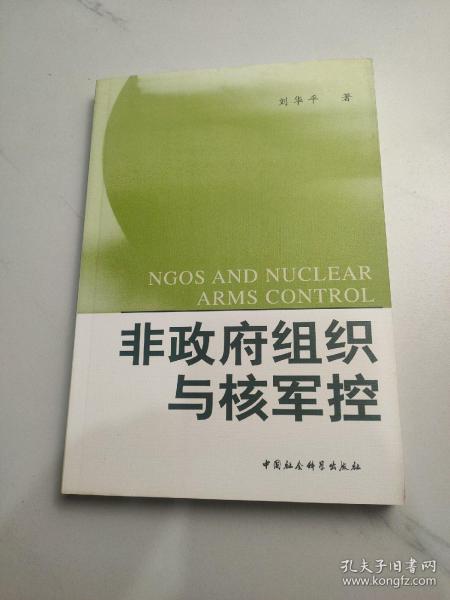 刘华平 著
NGOS AND NUCLEAR
ARMS CONTROL
非政府组织
与核军控
中国社会科学出版社
孔夫子旧书网
www.kongfz.com